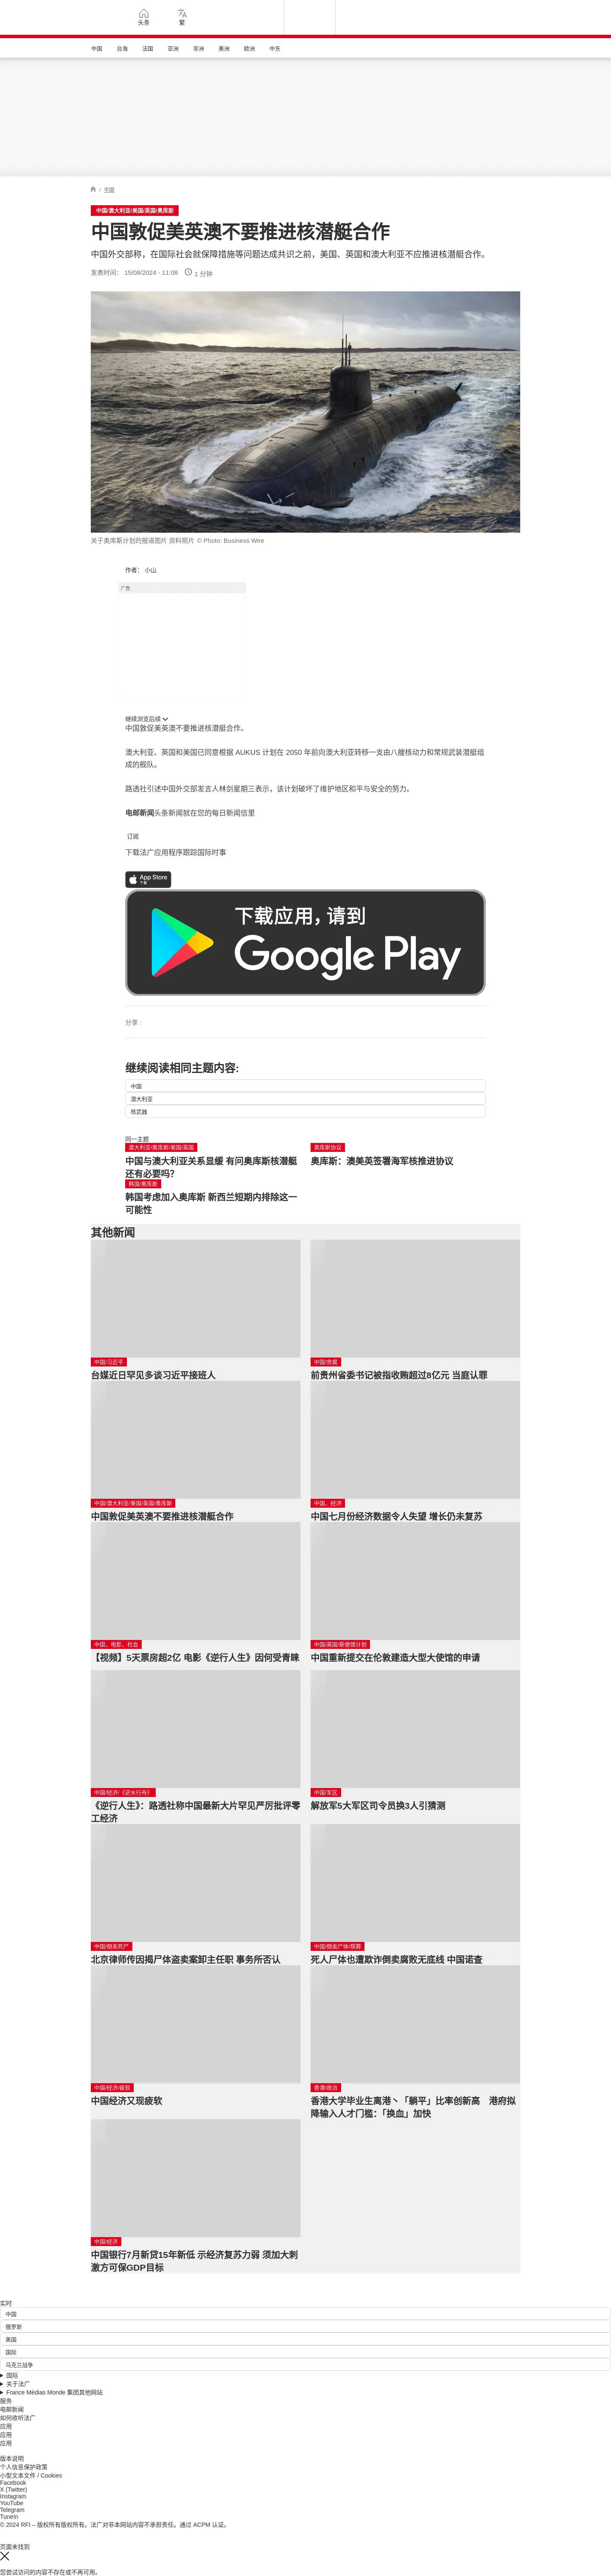 头条
繁
中国
台海
法国
亚洲
非洲
美洲
欧洲
中东
/ 中国
中国/澳大利亚/美国/英国/奥库斯
中国敦促美英澳不要推进核潜艇合作
中国外交部称，在国际社会就保障措施等问题达成共识之前，美国、英国和澳大利亚不应推进核潜艇合作。
发表时间： 15/08/2024 - 11:08
1 分钟
关于奥库斯计划的报道图片 资料照片 © Photo: Business Wire
作者： 小山
广告
继续浏览后续
中国敦促美英澳不要推进核潜艇合作。
澳大利亚、英国和美国已同意根据 AUKUS 计划在 2050 年前向澳大利亚转移一支由八艘核动力和常规武装潜艇组
成的舰队。
路透社引述中国外交部发言人林剑星期三表示，该计划破坏了维护地区和平与安全的努力。
电邮新闻头条新闻就在您的每日新闻信里
订阅
下载法广应用程序跟踪国际时事
App Store
下载
下载应用，请到
Google Play
分享 :
继续阅读相同主题内容:
中国
澳大利亚
核武器
同一主题
澳大利亚/奥库斯/美国/英国
中国与澳大利亚关系显缓 有问奥库斯核潜艇
还有必要吗？
奥库斯协议
奥库斯：澳美英签署海军核推进协议
韩国/奥库斯
韩国考虑加入奥库斯 新西兰短期内排除这一
可能性
其他新闻
中国/习近平
台媒近日罕见多谈习近平接班人
中国/贪腐
前贵州省委书记被指收贿超过8亿元 当庭认罪
中国/澳大利亚/美国/英国/奥库斯
中国敦促美英澳不要推进核潜艇合作
中国，经济
中国七月份经济数据令人失望 增长仍未复苏
中国，电影，社会
【视频】5天票房超2亿 电影《逆行人生》因何受青睐
中国/英国/新使馆计划
中国重新提交在伦敦建造大型大使馆的申请
中国/经济/《逆水行舟》
《逆行人生》：路透社称中国最新大片罕见严厉批评零
工经济
中国/军区
解放军5大军区司令员换3人引猜测
中国/倒卖死尸
北京律师传因揭尸体盗卖案卸主任职 事务所否认
中国/倒卖尸体/殡葬
死人尸体也遭欺诈倒卖腐败无底线 中国诺查
中国/经济/疲软
中国经济又现疲软
香港/政治
香港大学毕业生离港丶「躺平」比率创新高　港府拟
降输入人才门槛：「换血」加快
中国/经济
中国银行7月新贷15年新低 示经济复苏力弱 须加大刺
激方可保GDP目标
实时
中国
俄罗斯
美国
国际
乌克兰战争
国际
关于法广
France Médias Monde 集团其他网站
服务
电邮新闻
如何收听法广
应用
应用
应用
版本说明
个人信息保护政策
小型文本文件 / Cookies
Facebook
X (Twitter)
Instagram
YouTube
Telegram
TuneIn
© 2024 RFI – 版权所有版权所有。法广对非本网站内容不承担责任。通过 ACPM 认证。
页面未找到
您尝试访问的内容不存在或不再可用。